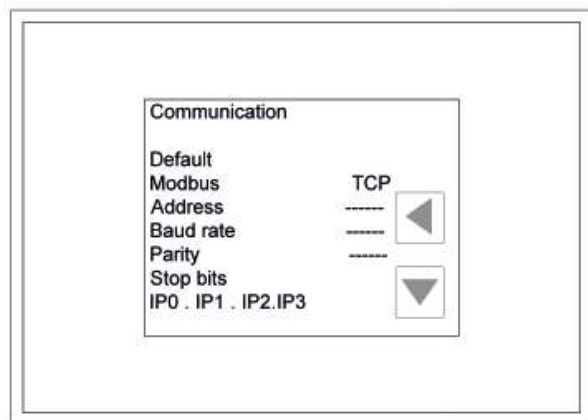 Communication
Default
Modbus TCP
Address ------
Baud rate ------
Parity ------
Stop bits
IP0 . IP1 . IP2.IP3